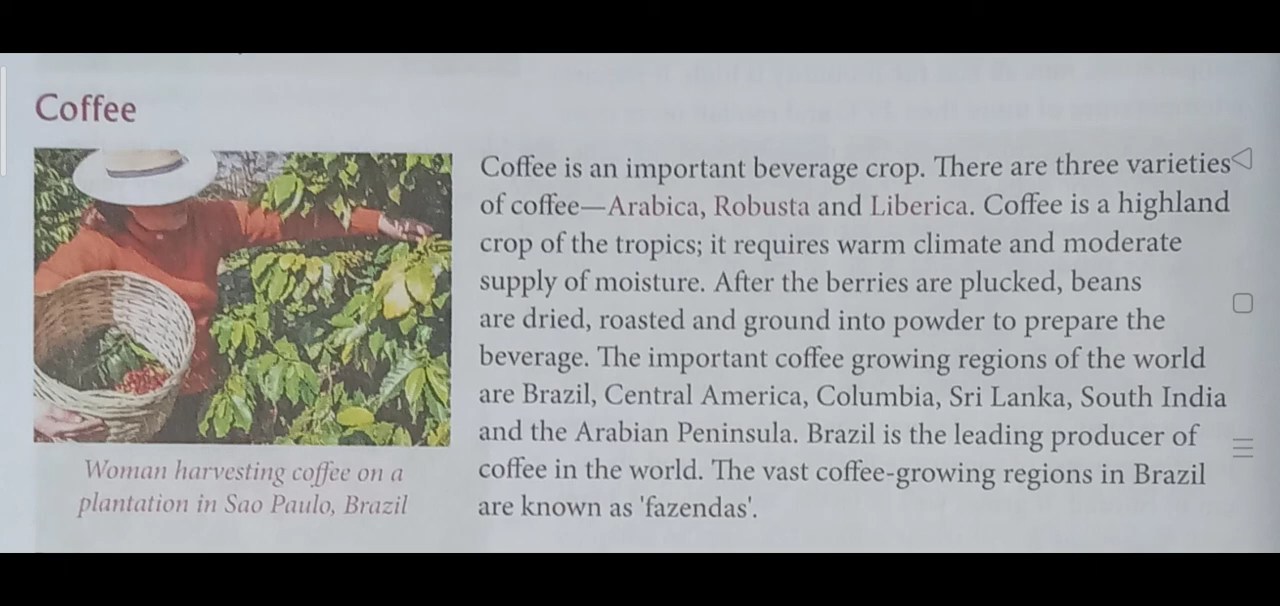 Coffee
Coffee is an important beverage crop. There are three varieties
of coffee—Arabica, Robusta and Liberica. Coffee is a highland
crop of the tropics; it requires warm climate and moderate
supply of moisture. After the berries are plucked, beans
are dried, roasted and ground into powder to prepare the
beverage. The important coffee growing regions of the world
are Brazil, Central America, Columbia, Sri Lanka, South India
and the Arabian Peninsula. Brazil is the leading producer of
coffee in the world. The vast coffee-growing regions in Brazil
are known as 'fazendas'.
Woman harvesting coffee on a
plantation in Sao Paulo, Brazil